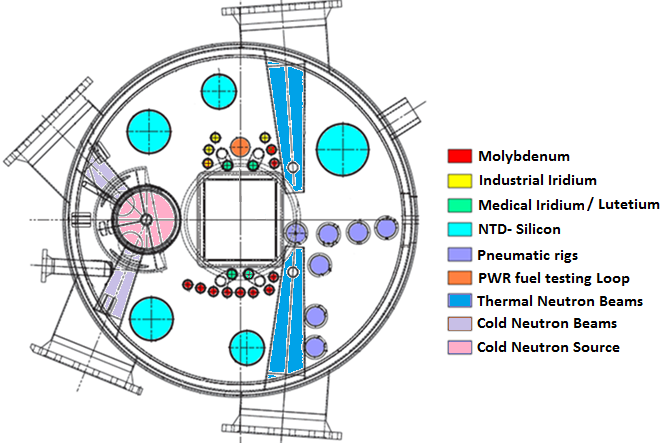 Molybdenum
Industrial Iridium
Medical Iridium / Lutetium
NTD- Silicon
Pneumatic rigs
PWR fuel testing Loop
Thermal Neutron Beams
Cold Neutron Beams
Cold Neutron Source